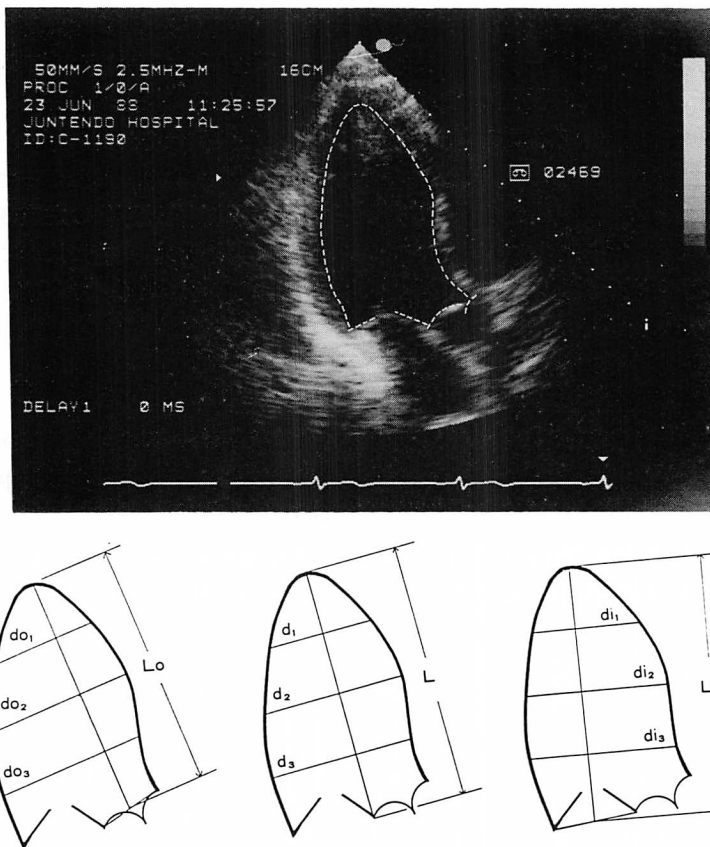 50MM/S 2.5MHZ-M 16CM
PROC 1/0/A
23 JUN 88 11:25:57
JUNTENDO HOSPITAL
ID:C-1190
02469
i
DELAY1 0 MS
do1
do2
do3
Lo
d1
d2
d3
L
di1
di2
di3
L